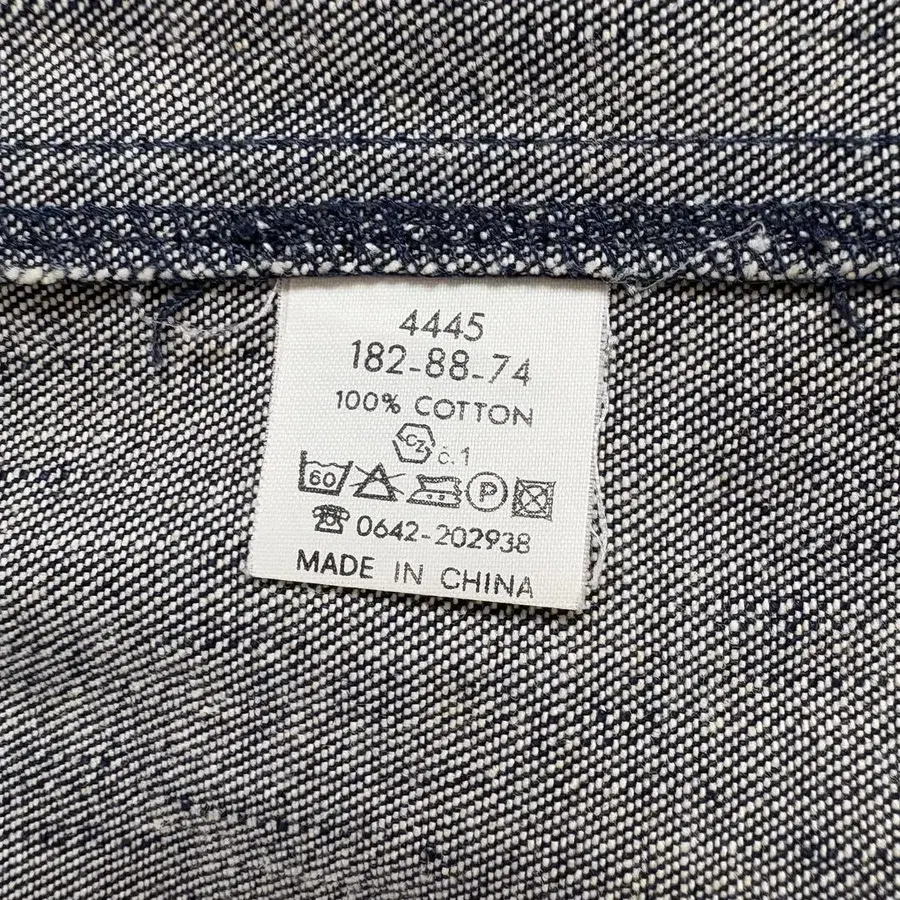 4445
182-88-74
100% COTTON
CZ č.1
60 P
☎ 0642-202938
MADE IN CHINA